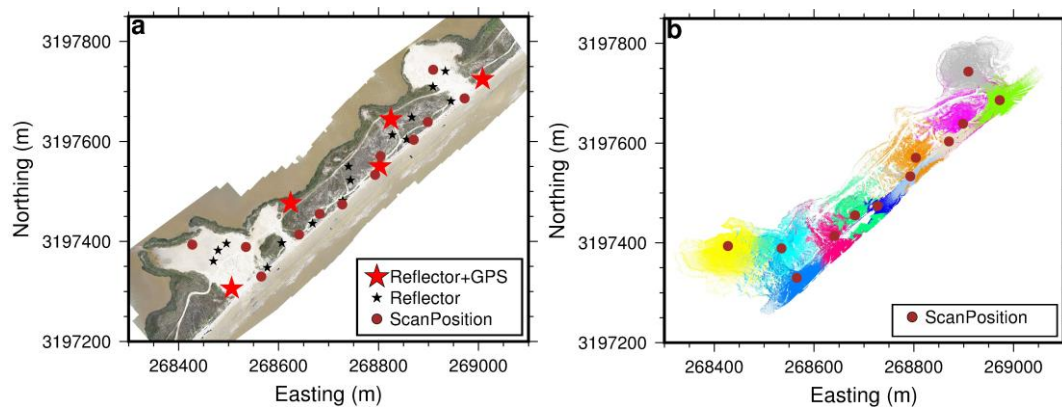 a
3197800
3197600
3197400
3197200
Northing (m)
268400 268600 268800 269000
Easting (m)
Reflector+GPS
Reflector
ScanPosition
b
3197800
3197600
3197400
3197200
Northing (m)
268400 268600 268800 269000
Easting (m)
ScanPosition